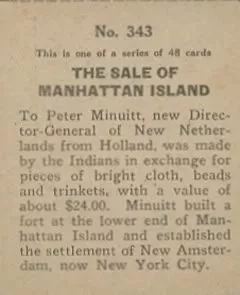 No. 343
This is one of a series of 48 cards
THE SALE OF
MANHATTAN ISLAND
To Peter Minuitt, new Direc-
tor-General of New Nether-
lands from Holland, was made
by the Indians in exchange for
pieces of bright cloth, beads
and trinkets, with a value of
about $24.00. Minuitt built a
fort at the lower end of Man-
hattan Island and established
the settlement of New Amster-
dam, now New York City.